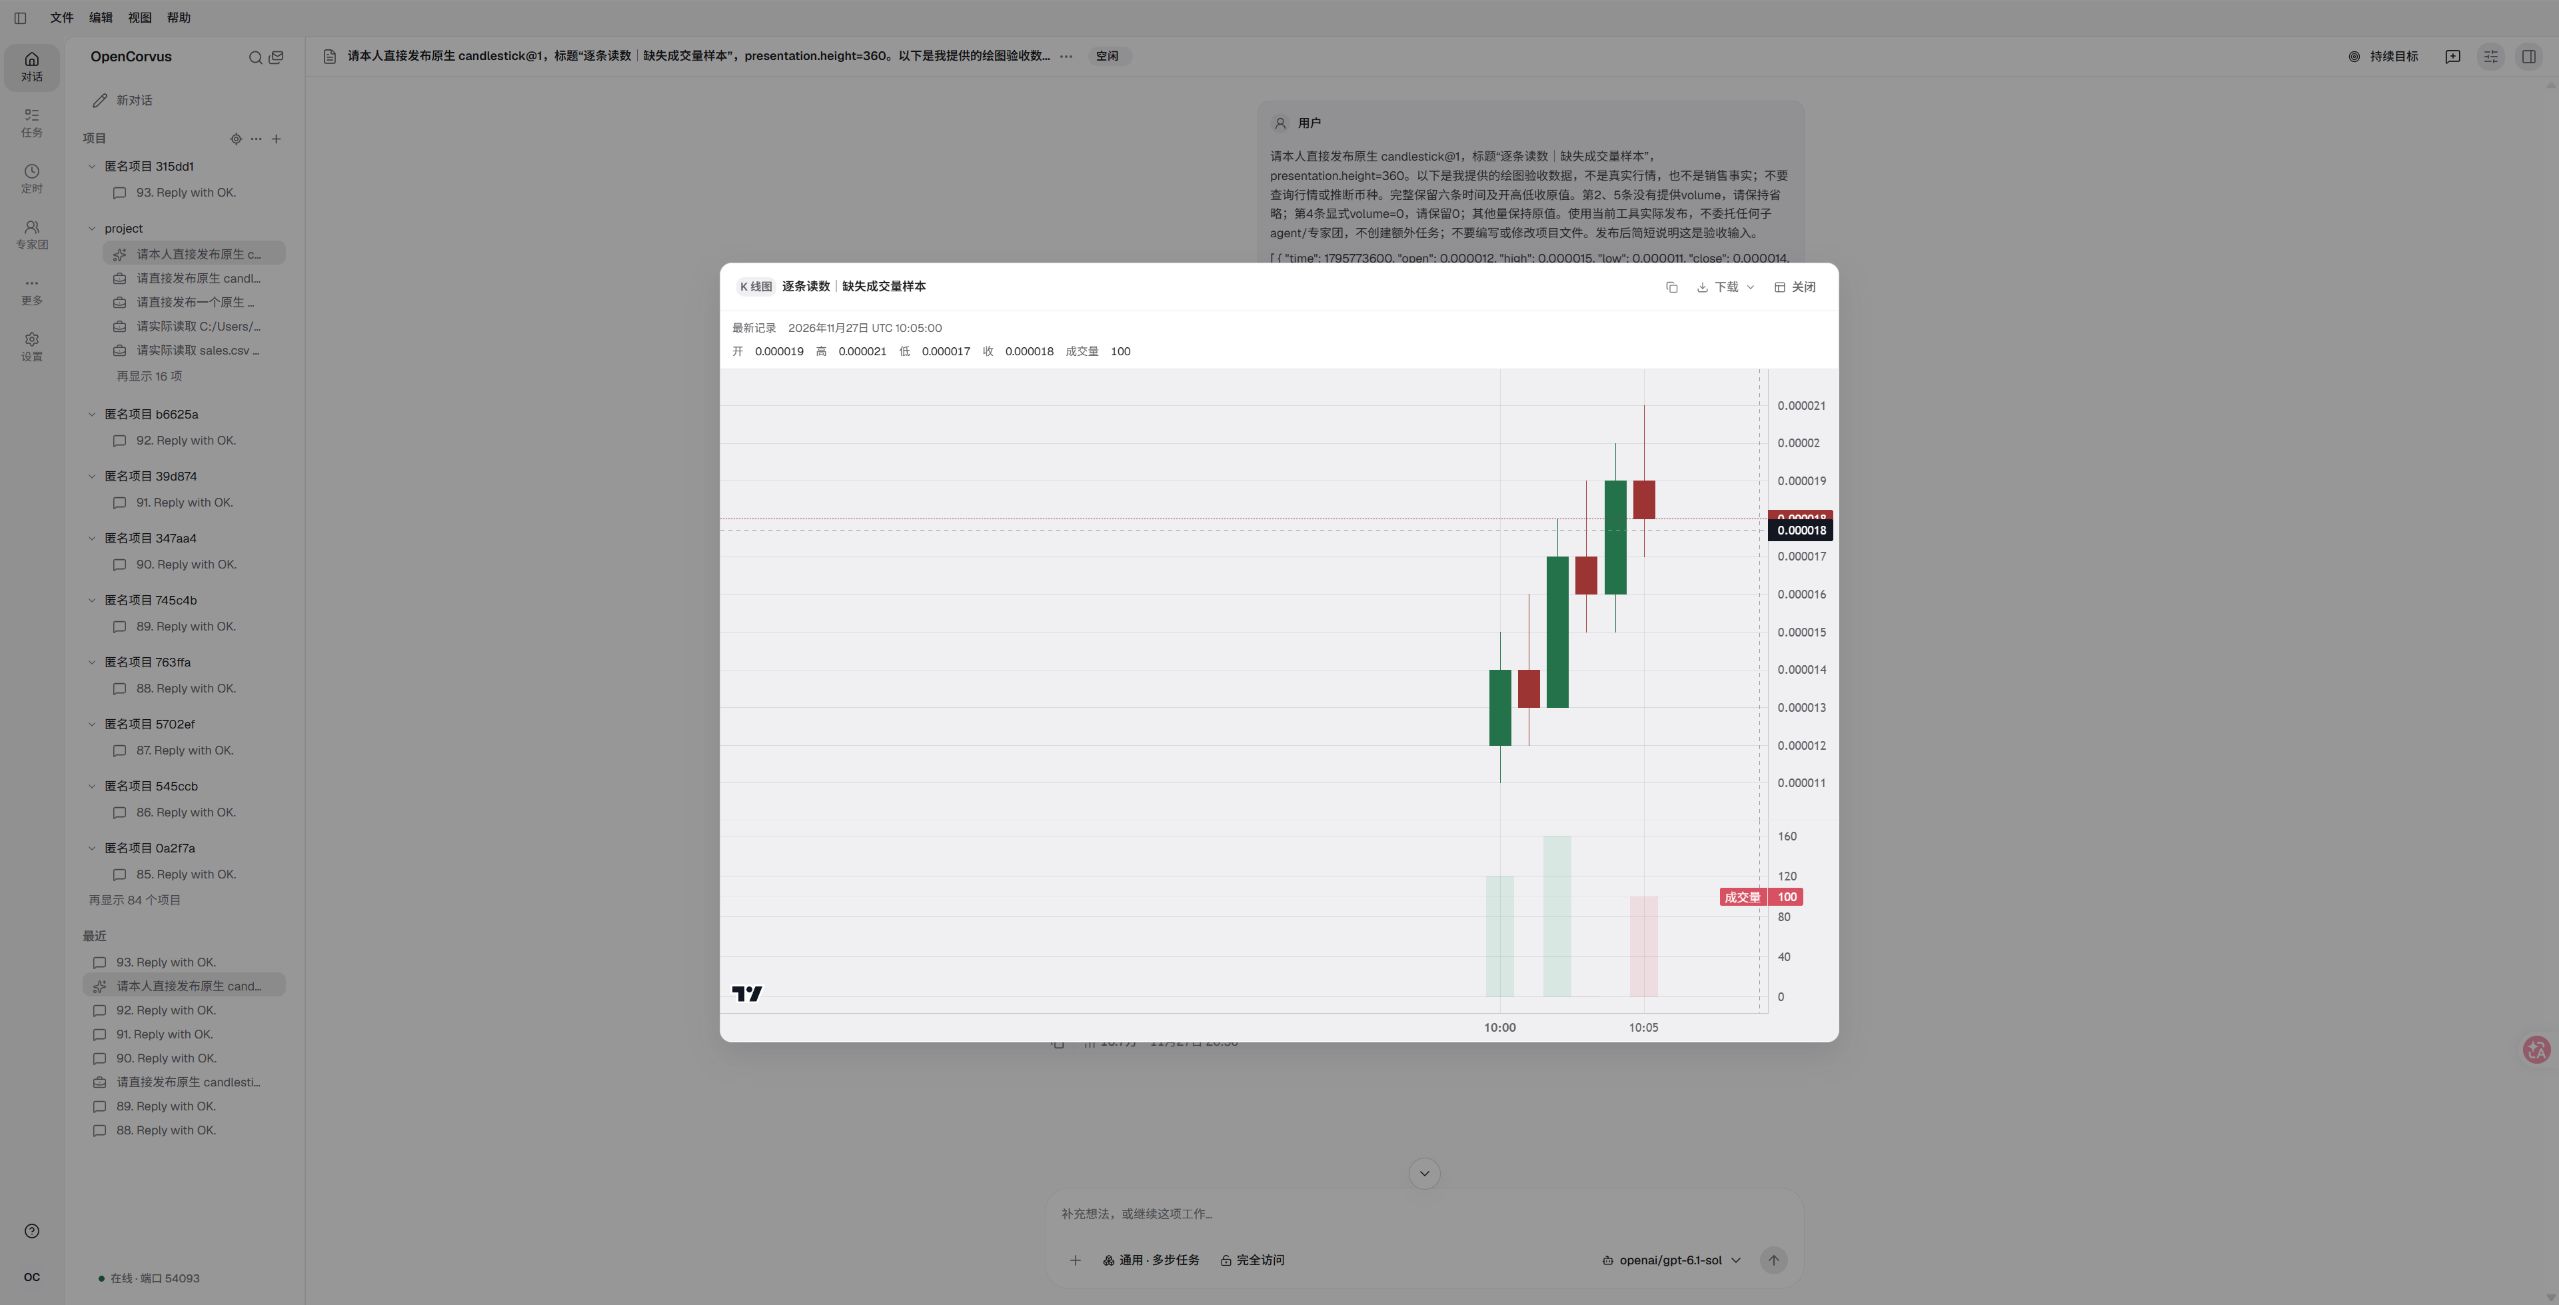 文件 编辑 视图 帮助
对话
任务
定时
专家团
更多
设置
OC
OpenCorvus
新对话
项目
匿名项目 315dd1
93. Reply with OK.
project
请本人直接发布原生 c...
请直接发布原生 candl...
请直接发布一个原生 ...
请实际读取 C:/Users/...
请实际读取 sales.csv ...
再显示 16 项
匿名项目 b6625a
92. Reply with OK.
匿名项目 39d874
91. Reply with OK.
匿名项目 347aa4
90. Reply with OK.
匿名项目 745c4b
89. Reply with OK.
匿名项目 763ffa
88. Reply with OK.
匿名项目 5702ef
87. Reply with OK.
匿名项目 545ccb
86. Reply with OK.
匿名项目 0a2f7a
85. Reply with OK.
再显示 84 个项目
最近
93. Reply with OK.
请本人直接发布原生 cand...
92. Reply with OK.
91. Reply with OK.
90. Reply with OK.
请直接发布原生 candlesti...
89. Reply with OK.
88. Reply with OK.
在线 · 端口 54093
请本人直接发布原生 candlestick@1，标题“逐条读数｜缺失成交量样本”，presentation.height=360。以下是我提供的绘图验收数... ... 空闲
持续目标
用户
请本人直接发布原生 candlestick@1，标题“逐条读数｜缺失成交量样本”，
presentation.height=360。以下是我提供的绘图验收数据，不是真实行情，也不是销售事实；不要
查询行情或推断币种。完整保留六条时间及开高低收原值。第2、5条没有提供volume，请保持省
略；第4条显式volume=0，请保留0；其他量保持原值。使用当前工具实际发布，不委托任何子
agent/专家团，不创建额外任务；不要编写或修改项目文件。发布后简短说明这是验收输入。
[ { "time": 1795773600, "open": 0.000012, "high": 0.000015, "low": 0.000011, "close": 0.000014,
K 线图 逐条读数｜缺失成交量样本
下载 关闭
最新记录 2026年11月27日 UTC 10:05:00
开 0.000019 高 0.000021 低 0.000017 收 0.000018 成交量 100
0.000021
0.00002
0.000019
0.000018
0.000018
0.000017
0.000016
0.000015
0.000014
0.000013
0.000012
0.000011
160
120
成交量 100
80
40
0
10:00 10:05
补充想法，或继续这项工作...
通用 · 多步任务 完全访问
openai/gpt-6.1-sol